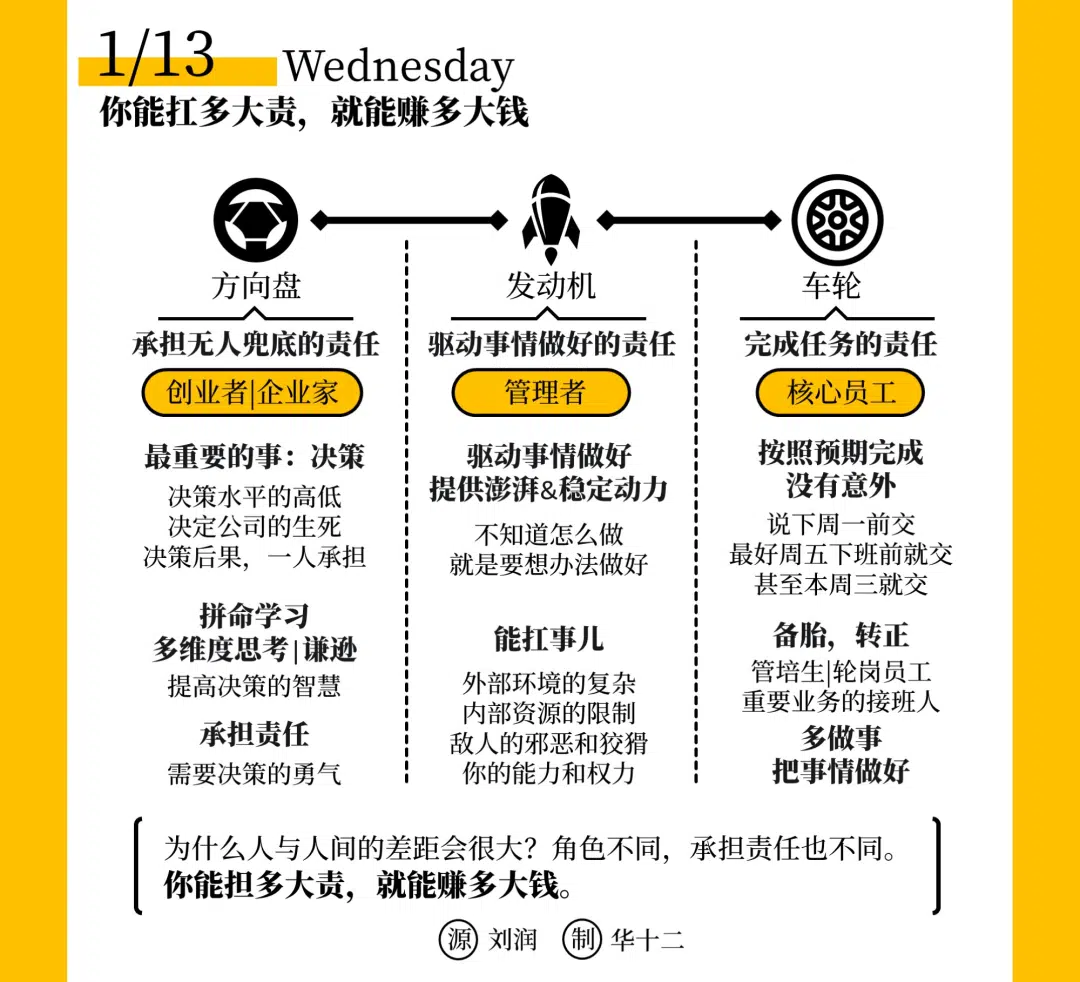 1/13 Wednesday
你能扛多大责，就能赚多大钱
方向盘
承担无人兜底的责任
创业者|企业家
最重要的事：决策
决策水平的高低
决定公司的生死
决策后果，一人承担
拼命学习
多维度思考|谦逊
提高决策的智慧
承担责任
需要决策的勇气
发动机
驱动事情做好的责任
管理者
驱动事情做好
提供澎湃&稳定动力
不知道怎么做
就是要想办法做好
能扛事儿
外部环境的复杂
内部资源的限制
敌人的邪恶和狡猾
你的能力和权力
车轮
完成任务的责任
核心员工
按照预期完成
没有意外
说下周一前交
最好周五下班前就交
甚至本周三就交
备胎，转正
管培生|轮岗员工
重要业务的接班人
多做事
把事情做好
为什么人与人间的差距会很大？角色不同，承担责任也不同。
你能担多大责，就能赚多大钱。
源 刘润 制 华十二